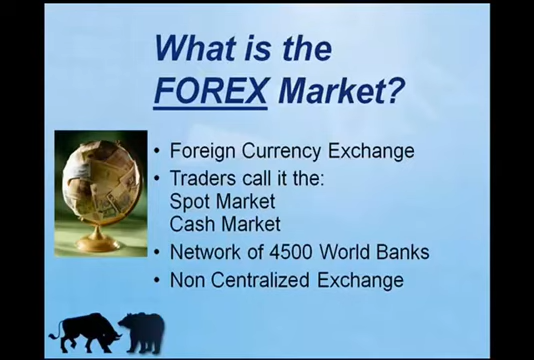 What is the
FOREX Market?
• Foreign Currency Exchange
• Traders call it the:
Spot Market
Cash Market
• Network of 4500 World Banks
• Non Centralized Exchange